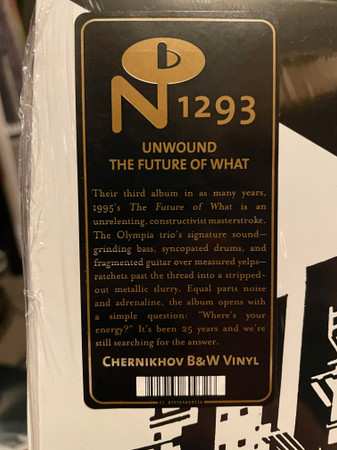 N b 1293
UNWOUND
THE FUTURE OF WHAT
Their third album in as many years,
1995's The Future of What is an
unrelenting, constructivist masterstroke.
The Olympia trio's signature sound—
grinding bass, syncopated drums, and
fragmented guitar over measured yelps—
ratchets past the thread into a stripped-
out metallic slurry. Equal parts noise
and adrenaline, the album opens with
a simple question: "Where's your
energy?" It's been 25 years and we're
still searching for the answer.
CHERNIKHOV B&W VINYL